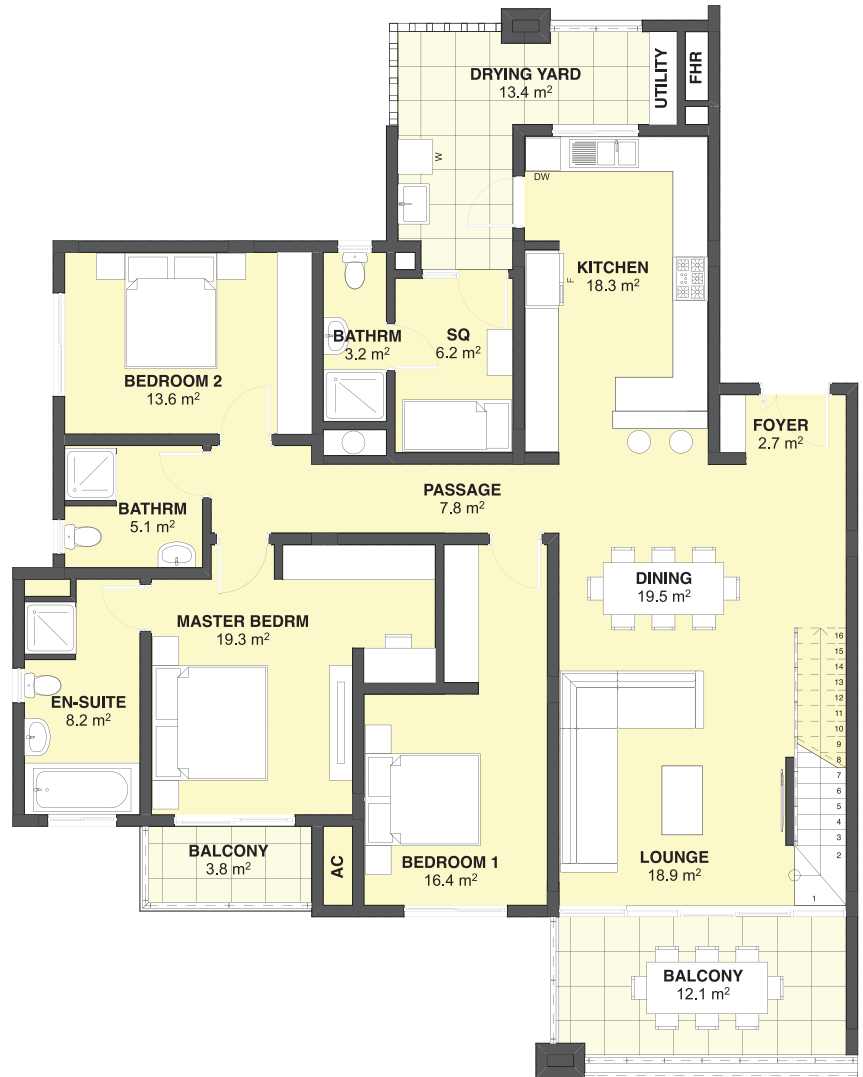 DRYING YARD
13.4 m²
UTILITY
FHR
W
DW
KITCHEN
18.3 m²
F
BATHRM
3.2 m²
SQ
6.2 m²
BEDROOM 2
13.6 m²
FOYER
2.7 m²
PASSAGE
7.8 m²
BATHRM
5.1 m²
DINING
19.5 m²
MASTER BEDRM
19.3 m²
EN-SUITE
8.2 m²
16
15
14
13
12
11
10
9
8
7
6
5
4
3
2
1
BALCONY
3.8 m²
AC
BEDROOM 1
16.4 m²
LOUNGE
18.9 m²
BALCONY
12.1 m²